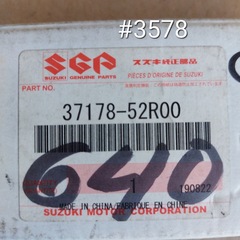 #3578
SGP
SUZUKI GENUINE PARTS
スズキ純正部品
PIÈCES D'ORIGINE DE SUZUKI
PART NO.
37178-52R00
640
1
190822
MADE IN CHINA/FABRIQUÉ EN CHINE
SUZUKI MOTOR CORPORATION